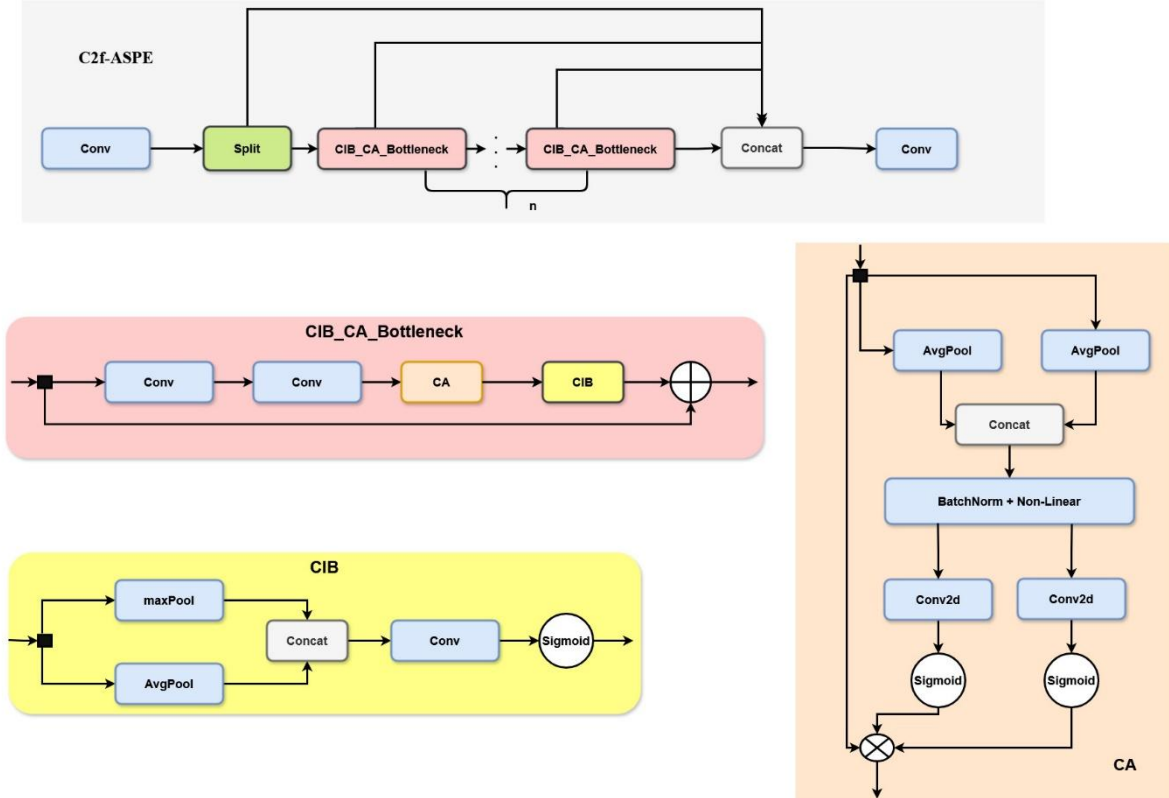 C2f-ASPE
Conv
Split
CIB_CA_Bottleneck
:
CIB_CA_Bottleneck
Concat
Conv
n
CIB_CA_Bottleneck
Conv
Conv
CA
CIB
CIB
maxPool
AvgPool
Concat
Conv
Sigmoid
AvgPool
AvgPool
Concat
BatchNorm + Non-Linear
Conv2d
Conv2d
Sigmoid
Sigmoid
CA